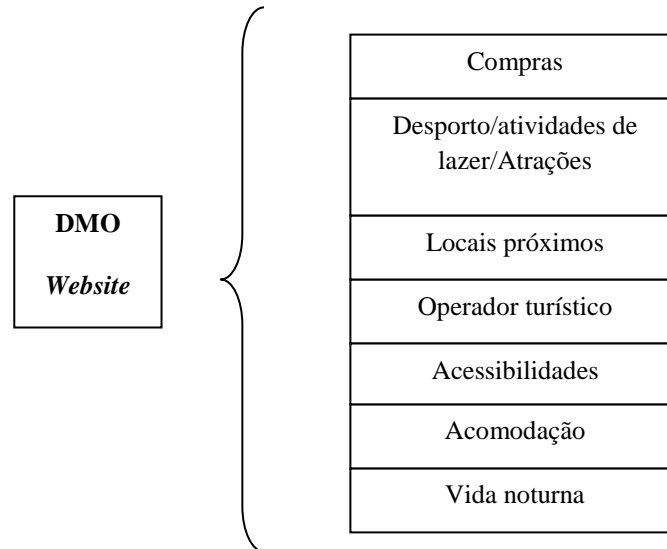 Compras
Desporto/atividades de
lazer/Atrações
DMO
Website
Locais próximos
Operador turístico
Acessibilidades
Acomodação
Vida noturna